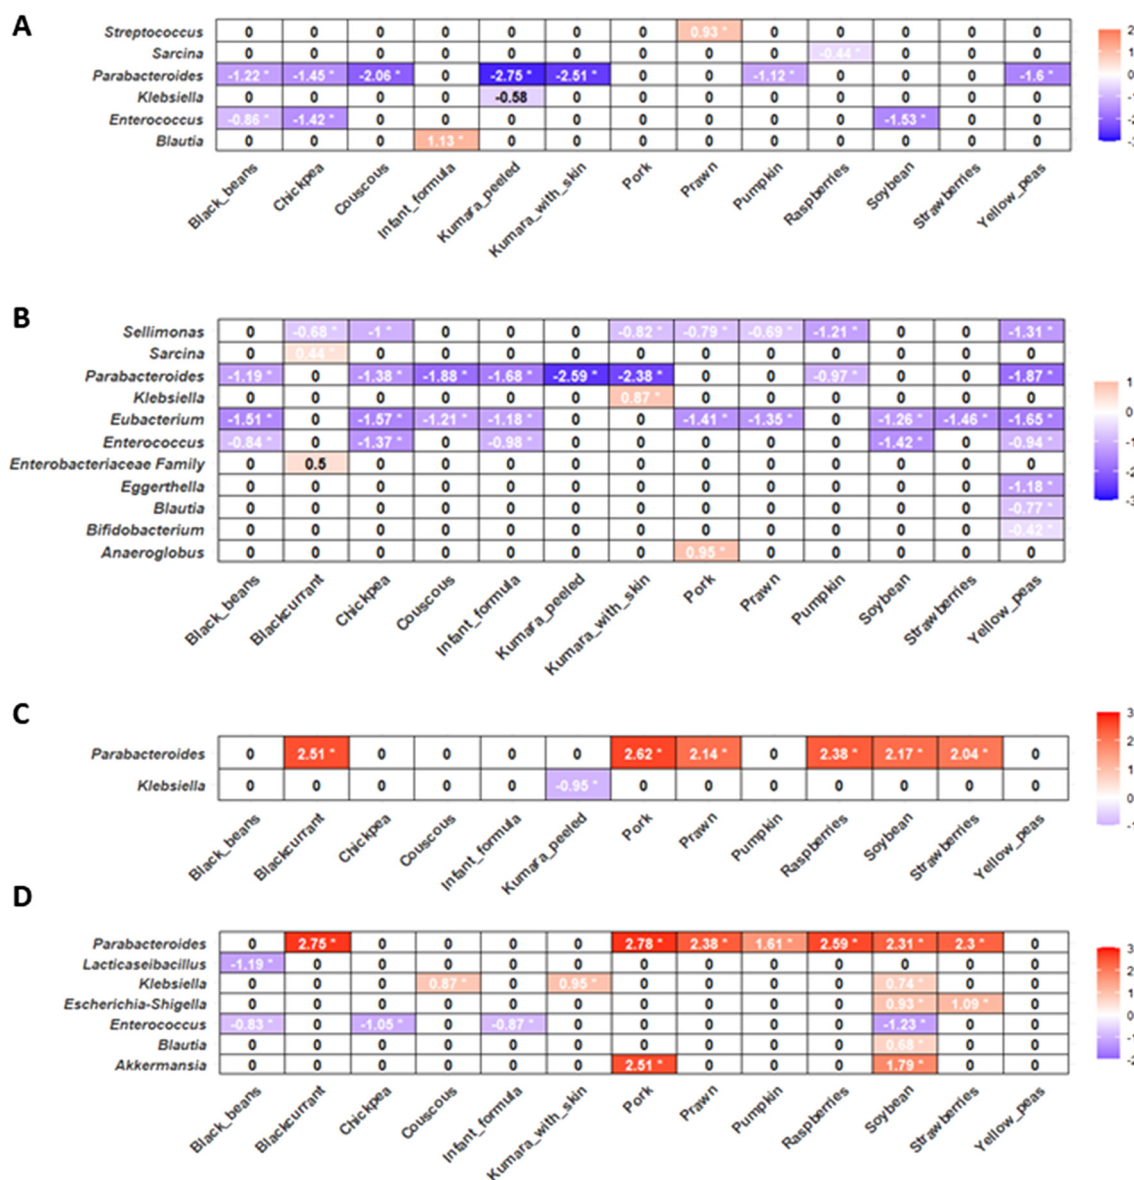 A
Streptococcus 0 0 0 0 0 0 0 0.93 * 0 0 0 0 0
Sarcina 0 0 0 0 0 0 0 0 0 -0.44 * 0 0 0
Parabacteroides -1.22 * -1.45 * -2.06 * 0 -2.75 * -2.51 * 0 0 -1.12 * 0 0 0 -1.6 *
Klebsiella 0 0 0 0 -0.58 0 0 0 0 0 0 0 0
Enterococcus -0.86 * -1.42 * 0 0 0 0 0 0 0 0 -1.53 * 0 0
Blautia 0 0 0 1.13 * 0 0 0 0 0 0 0 0 0
Black_beans Chickpea Couscous Infant_formula Kumara_peeled Kumara_with_skin Pork Prawn Pumpkin Raspberries Soybean Strawberries Yellow_peas
2
1
0
B
Sellimonas 0 -0.68 * -1 * 0 0 0 -0.82 * -0.79 * -0.69 * -1.21 * 0 0 -1.31 *
Sarcina 0 0.44 * 0 0 0 0 0 0 0 0 0 0 0
Parabacteroides -1.19 * 0 -1.38 * -1.88 * -1.68 * -2.59 * -2.38 * 0 0 -0.97 * 0 0 -1.87 *
Klebsiella 0 0 0 0 0 0 0.87 * 0 0 0 0 0 0
Eubacterium -1.51 * 0 -1.57 * -1.21 * -1.18 * 0 0 -1.41 * -1.35 * 0 -1.26 * -1.46 * -1.65 *
Enterococcus -0.84 * 0 -1.37 * 0 -0.98 * 0 0 0 0 0 -1.42 * 0 -0.94 *
Enterobacteriaceae Family 0 0.5 0 0 0 0 0 0 0 0 0 0 0
Eggerthella 0 0 0 0 0 0 0 0 0 0 0 0 -1.18 *
Blautia 0 0 0 0 0 0 0 0 0 0 0 0 -0.77 *
Bifidobacterium 0 0 0 0 0 0 0 0 0 0 0 0 -0.42 *
Anaeroglobus 0 0 0 0 0 0 0 0.95 * 0 0 0 0 0
Black_beans Blackcurrant Chickpea Couscous Infant_formula Kumara_peeled Kumara_with_skin Pork Prawn Pumpkin Soybean Strawberries Yellow_peas
1
0
C
Parabacteroides 0 2.51 * 0 0 0 0 2.62 * 2.14 * 0 2.38 * 2.17 * 2.04 * 0
Klebsiella 0 0 0 0 0 -0.95 * 0 0 0 0 0 0 0
Black_beans Blackcurrant Chickpea Couscous Infant_formula Kumara_peeled Pork Prawn Pumpkin Raspberries Soybean Strawberries Yellow_peas
3
2
1
0
D
Parabacteroides 0 2.75 * 0 0 0 0 2.78 * 2.38 * 1.61 * 2.59 * 2.31 * 2.3 * 0
Lacticaseibacillus -1.19 * 0 0 0 0 0 0 0 0 0 0 0 0
Klebsiella 0 0 0 0.87 * 0 0.95 * 0 0 0 0 0.74 * 0 0
Escherichia-Shigella 0 0 0 0 0 0 0 0 0 0 0.93 * 1.09 * 0
Enterococcus -0.83 * 0 -1.05 * 0 -0.87 * 0 0 0 0 0 -1.23 * 0 0
Blautia 0 0 0 0 0 0 0 0 0 0 0.68 * 0 0
Akkermansia 0 0 0 0 0 0 2.51 * 0 0 0 1.79 * 0 0
Black_beans Blackcurrant Chickpea Couscous Infant_formula Kumara_with_skin Pork Prawn Pumpkin Raspberries Soybean Strawberries Yellow_peas
3
2
1
0